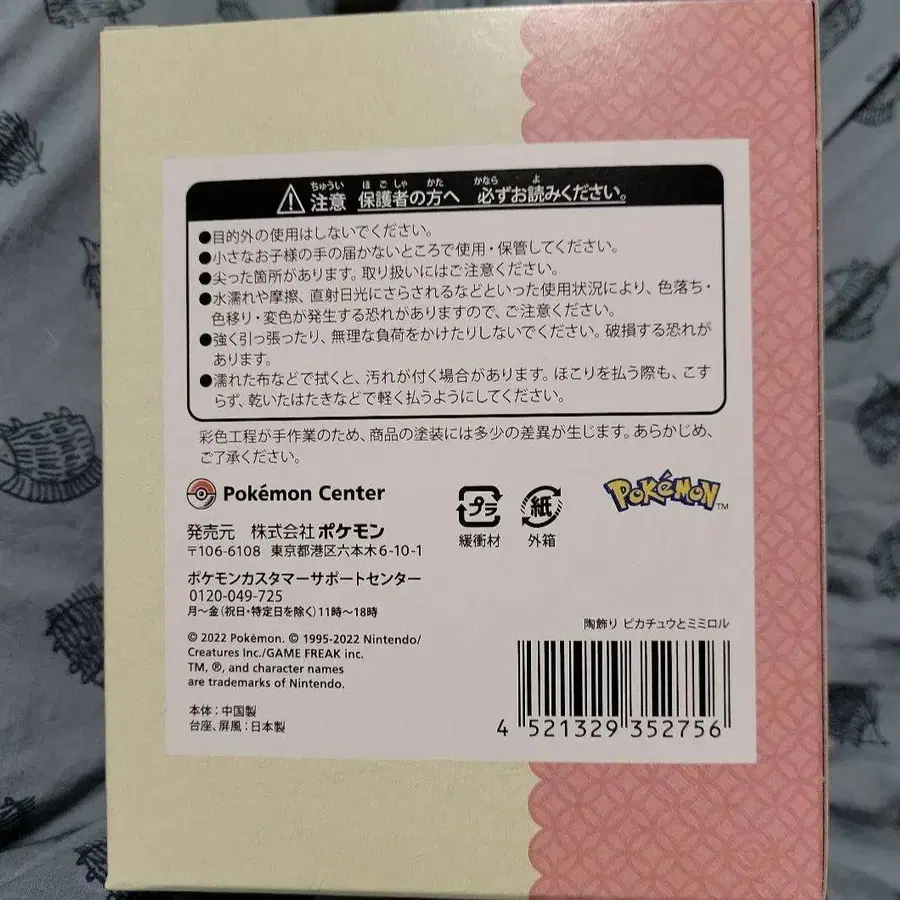 注意 保護者の方へ 必ずお読みください。
●目的外の使用はしないでください。
●小さなお子様の手の届かないところで使用・保管してください。
●尖った箇所があります。取り扱いにはご注意ください。
●水濡れや摩擦、直射日光にさらされるなどといった使用状況により、色落ち・
色移り・変色が発生する恐れがありますので、ご注意ください。
●強く引っ張ったり、無理な負荷をかけたりしないでください。破損する恐れが
あります。
●濡れた布などで拭くと、汚れが付く場合があります。ほこりを払う際も、こす
らず、乾いたはたきなどで軽く払うようにしてください。
彩色工程が手作業のため、商品の塗装には多少の差異が生じます。あらかじめ、
ご了承ください。
Pokémon Center
プラ
緩衝材
紙
外箱
POKéMON TM
発売元 株式会社ポケモン
〒106-6108 東京都港区六本木6-10-1
ポケモンカスタマーサポートセンター
0120-049-725
月～金(祝日・特定日を除く)11時～18時
© 2022 Pokémon. © 1995-2022 Nintendo/
Creatures Inc./GAME FREAK inc.
TM, ®, and character names
are trademarks of Nintendo.
本体:中国製
台座、屏風:日本製
陶飾り ピカチュウとミミロル
4 521329 352756